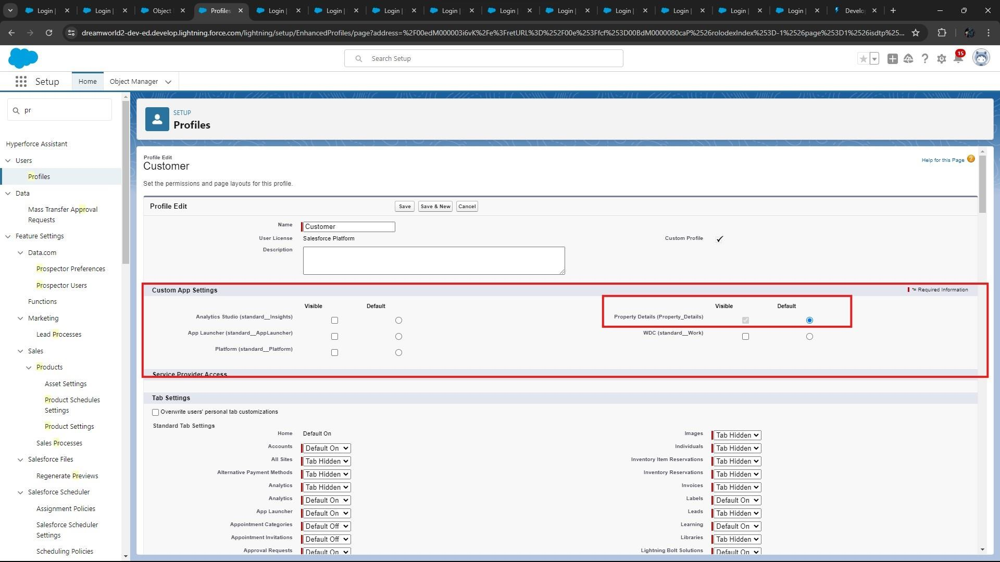 Login |
Login |
Object
Profiles
Login |
Login |
Login |
Login |
Login |
Login |
Login |
Login |
Login |
Login |
Develo
dreamworld2-dev-ed.develop.lightning.force.com/lightning/setup/EnhancedProfiles/page?address=%2F00edM000003i6vK%2Fe%3FretURL%3D%252F00e%253Ffcf%253D00BdM0000080caP%2526rolodexIndex%253D-1%2526page%253D1%2526isdtp%25...
Search Setup
15
Setup
Home
Object Manager
pr
Hyperforce Assistant
Users
Profiles
Data
Mass Transfer Approval
Requests
Feature Settings
Data.com
Prospector Preferences
Prospector Users
Functions
Marketing
Lead Processes
Sales
Products
Asset Settings
Product Schedules
Settings
Product Settings
Sales Processes
Salesforce Files
Regenerate Previews
Salesforce Scheduler
Assignment Policies
Salesforce Scheduler
Settings
Scheduling Policies
SETUP
Profiles
Profile Edit
Customer
Help for this Page ?
Set the permissions and page layouts for this profile.
Profile Edit
Save
Save & New
Cancel
Name
Customer
User License
Salesforce Platform
Custom Profile
Description
Custom App Settings
= Required Information
Visible
Default
Visible
Default
Analytics Studio (standard__Insights)
Property Details (Property_Details)
App Launcher (standard__AppLauncher)
WDC (standard__Work)
Platform (standard__Platform)
Service Provider Access
Tab Settings
Overwrite users' personal tab customizations
Standard Tab Settings
Home
Default On
Images
Tab Hidden
Accounts
Default On
Individuals
Tab Hidden
All Sites
Tab Hidden
Inventory Item Reservations
Tab Hidden
Alternative Payment Methods
Tab Hidden
Inventory Reservations
Tab Hidden
Analytics
Tab Hidden
Invoices
Tab Hidden
Analytics
Default On
Labels
Default On
App Launcher
Default On
Leads
Tab Hidden
Appointment Categories
Default Off
Learning
Default On
Appointment Invitations
Default Off
Libraries
Tab Hidden
Approval Requests
Default On
Lightning Bolt Solutions
Default On